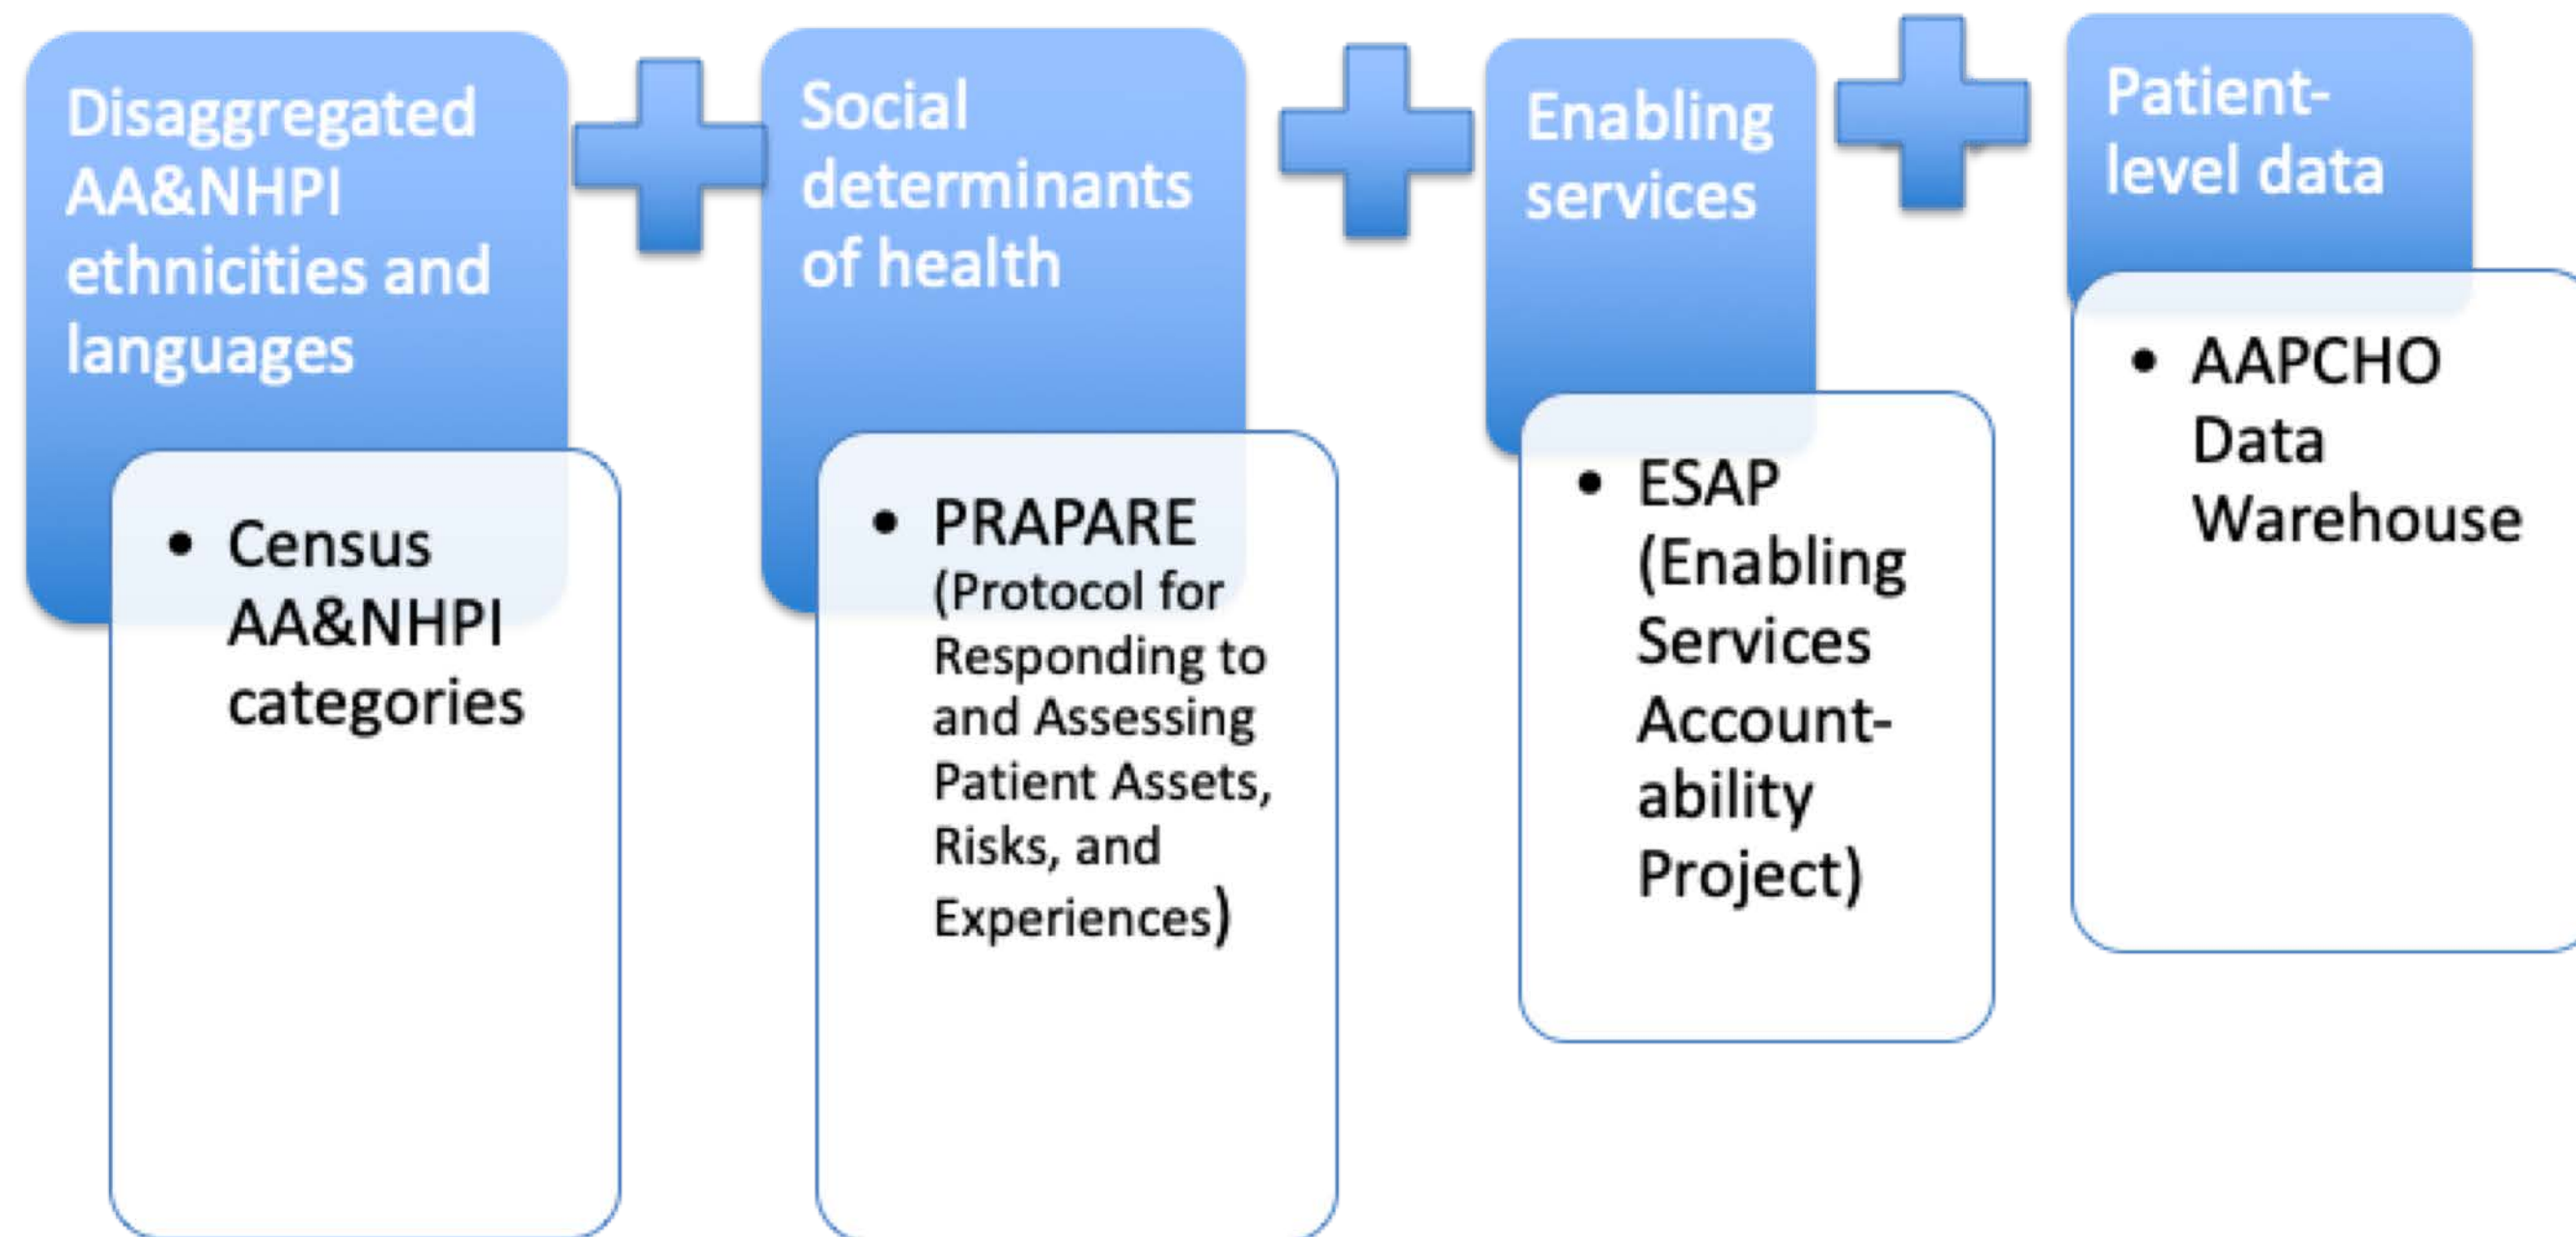 Disaggregated
AA&NHPI
ethnicities and
languages
• Census
AA&NHPI
categories
Social
determinants
of health
• PRAPARE
(Protocol for
Responding to
and Assessing
Patient Assets,
Risks, and
Experiences)
Enabling
services
• ESAP
(Enabling
Services
Account-
ability
Project)
Patient-
level data
• AAPCHO
Data
Warehouse